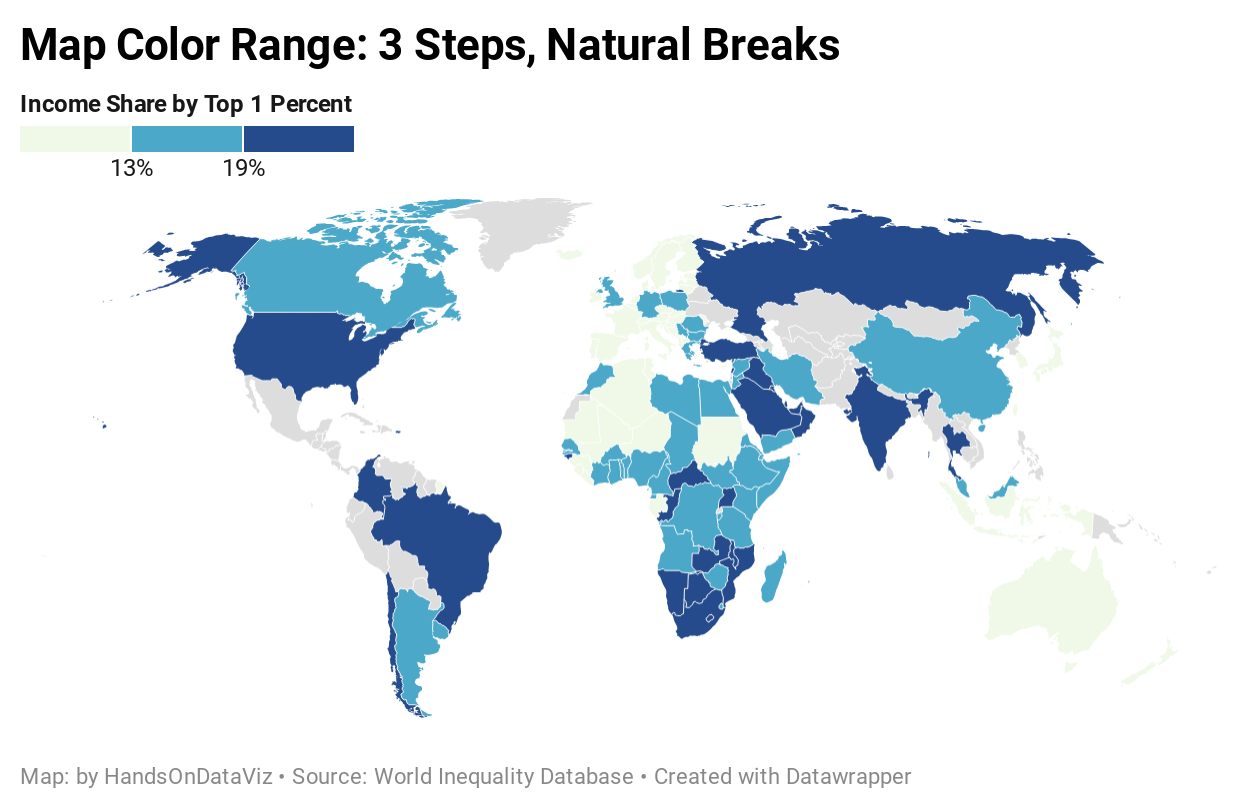 Map Color Range: 3 Steps, Natural Breaks
Income Share by Top 1 Percent
13% 19%
Map: by HandsOnDataViz • Source: World Inequality Database • Created with Datawrapper